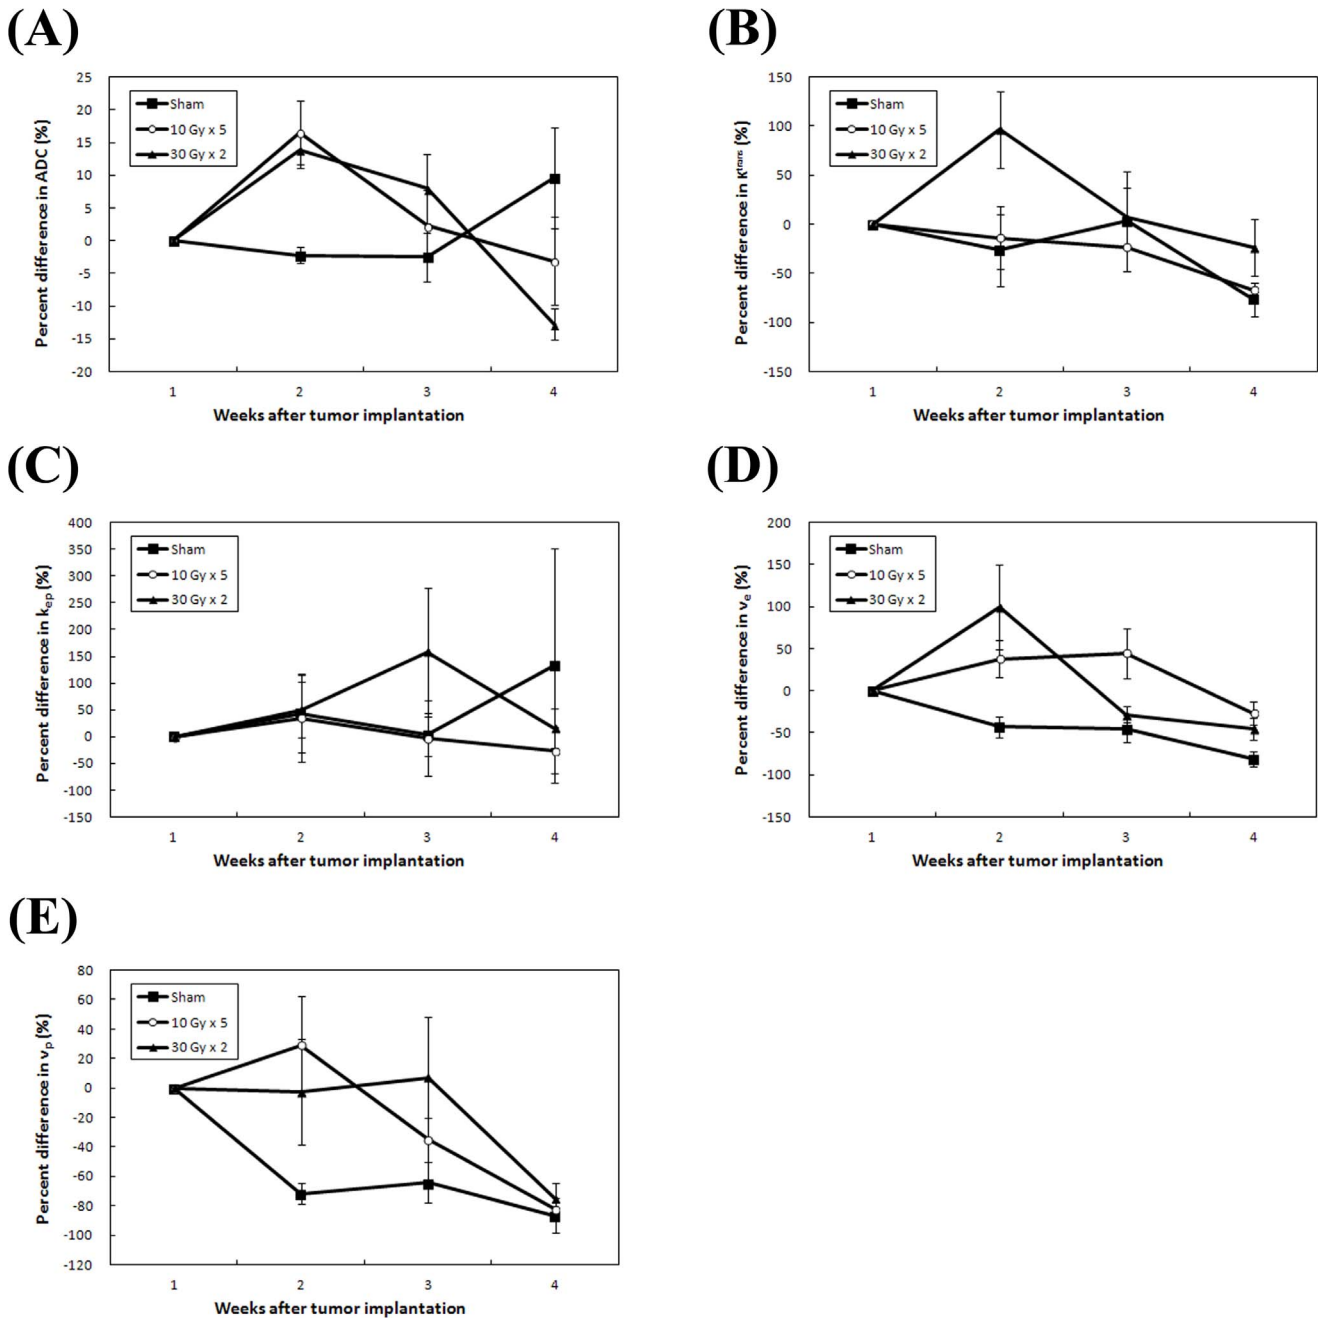 (A)
Percent difference in ADC (%)
25
20
15
10
5
0
-5
-10
-15
-20
Sham
10 Gy x 5
30 Gy x 2
1 2 3 4
Weeks after tumor implantation
(B)
Percent difference in Ktrans (%)
150
100
50
0
-50
-100
-150
Sham
10 Gy x 5
30 Gy x 2
1 2 3 4
Weeks after tumor implantation
(C)
Percent difference in kep (%)
400
350
300
250
200
150
100
50
0
-50
-100
-150
Sham
10 Gy x 5
30 Gy x 2
1 2 3 4
Weeks after tumor implantation
(D)
Percent difference in ve (%)
200
150
100
50
0
-50
-100
-150
Sham
10 Gy x 5
30 Gy x 2
1 2 3 4
Weeks after tumor implantation
(E)
Percent difference in vp (%)
80
60
40
20
0
-20
-40
-60
-80
-100
-120
Sham
10 Gy x 5
30 Gy x 2
1 2 3 4
Weeks after tumor implantation